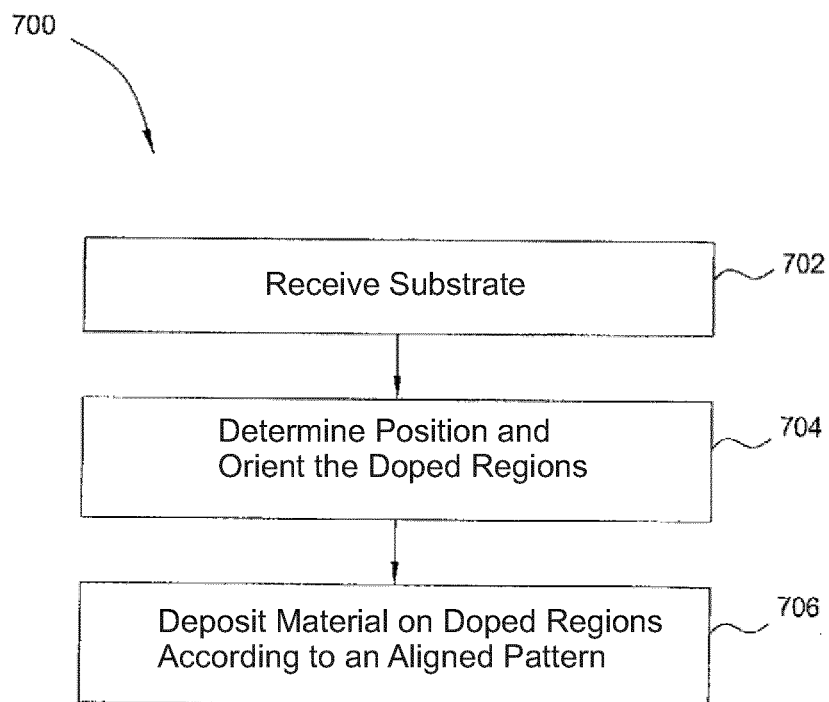 700
Receive Substrate
702
Determine Position and
Orient the Doped Regions
704
Deposit Material on Doped Regions
According to an Aligned Pattern
706